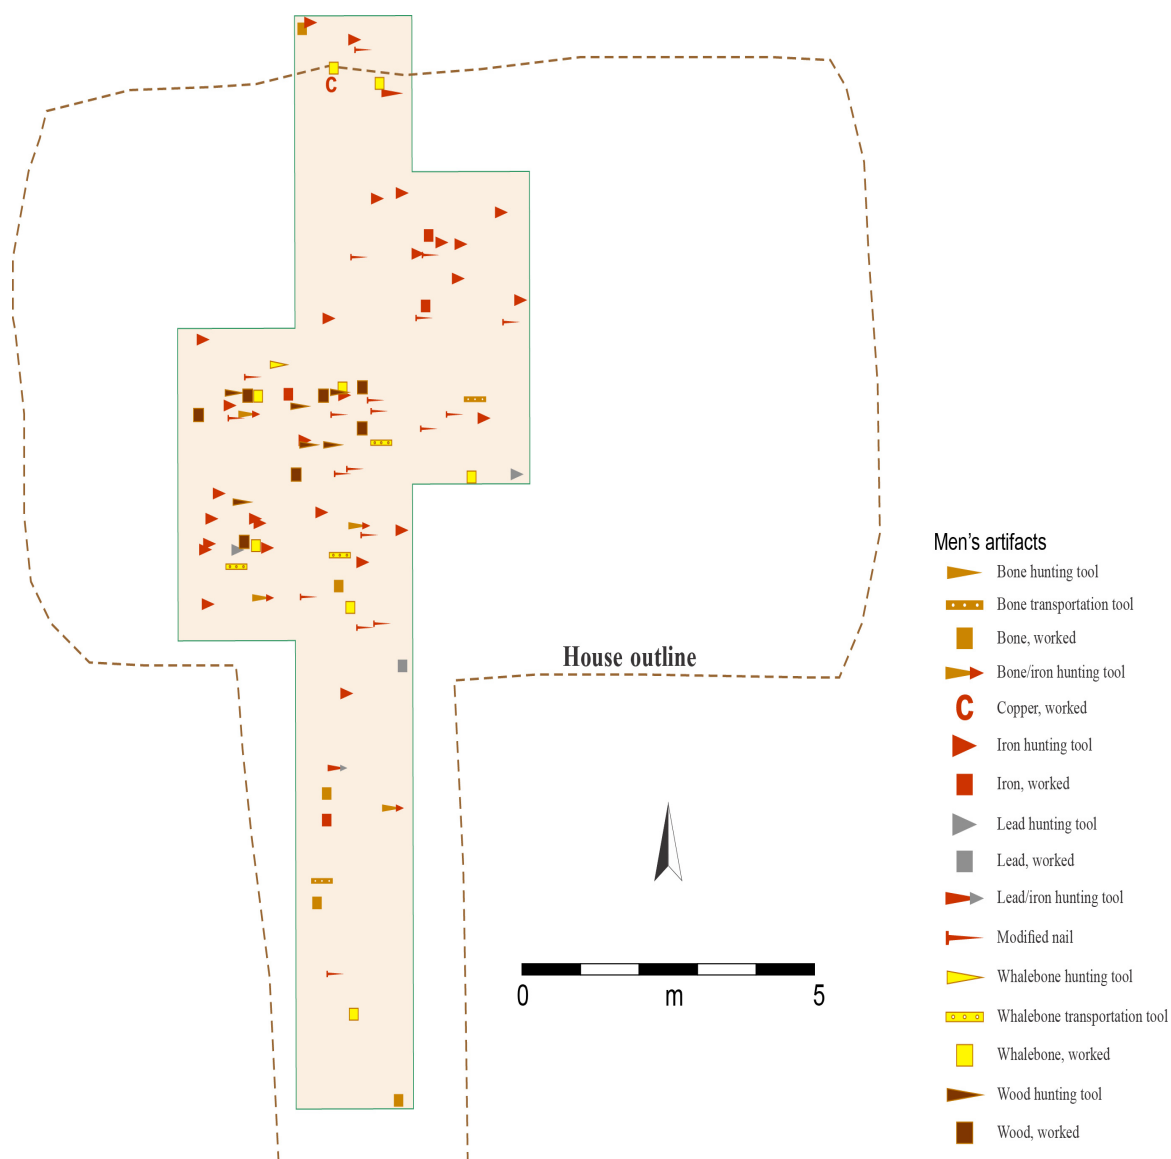 C
House outline
0 m 5
Men’s artifacts
Bone hunting tool
Bone transportation tool
Bone, worked
Bone/iron hunting tool
C Copper, worked
Iron hunting tool
Iron, worked
Lead hunting tool
Lead, worked
Lead/iron hunting tool
Modified nail
Whalebone hunting tool
Whalebone transportation tool
Whalebone, worked
Wood hunting tool
Wood, worked